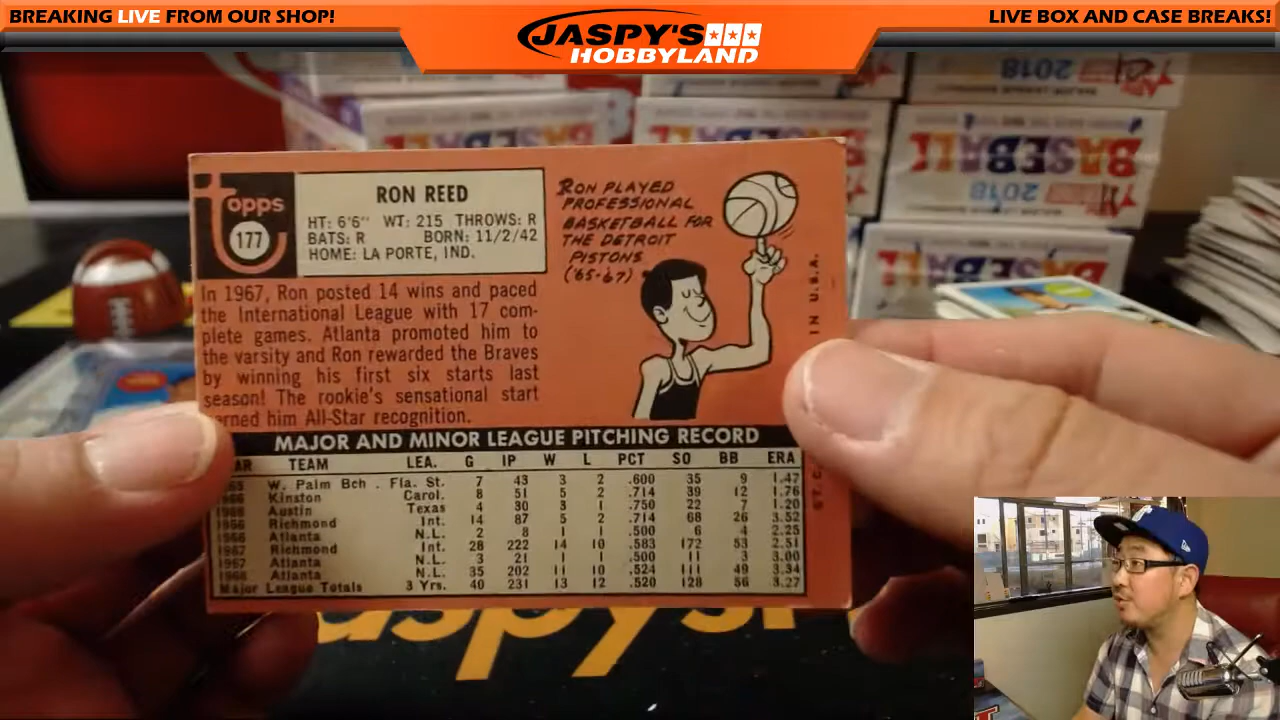 BREAKING LIVE FROM OUR SHOP!
JASPY'S
HOBBYLAND
LIVE BOX AND CASE BREAKS!
2018
BASEBALL
BASEBALL
BASEBALL
2018
BASEBALL
topps
177
RON REED
HT: 6'6" WT: 215 THROWS: R
BATS: R BORN: 11/2/42
HOME: LA PORTE, IND.
RON PLAYED
PROFESSIONAL
BASKETBALL FOR
THE DETROIT
PISTONS
('65-67)
IN U.S.A.
In 1967, Ron posted 14 wins and paced
the International League with 17 com-
plete games. Atlanta promoted him to
the varsity and Ron rewarded the Braves
by winning his first six starts last
season! The rookie's sensational start
earned him All-Star recognition.
MAJOR AND MINOR LEAGUE PITCHING RECORD
TEAM LEA. G IP W L PCT SO BB ERA
W. Palm Bch . Fla. St. 7 43 3 2 .600 35 9 1.47
1966 Kinston Carol. 8 51 5 2 .714 39 12 1.76
Austin Texas 4 30 3 1 .750 22 7 1.20
1966 Richmond Int. 14 87 5 2 .714 68 26 3.52
1966 Atlanta N.L. 2 8 1 1 .500 6 4 2.25
1967 Richmond Int. 28 222 14 10 .583 172 53 2.51
1967 Atlanta N.L. 3 21 1 1 .500 11 3 3.00
1968 Atlanta N.L. 35 202 11 10 .524 111 49 3.34
Major League Totals 3 Yrs. 40 231 13 12 .520 128 56 3.27